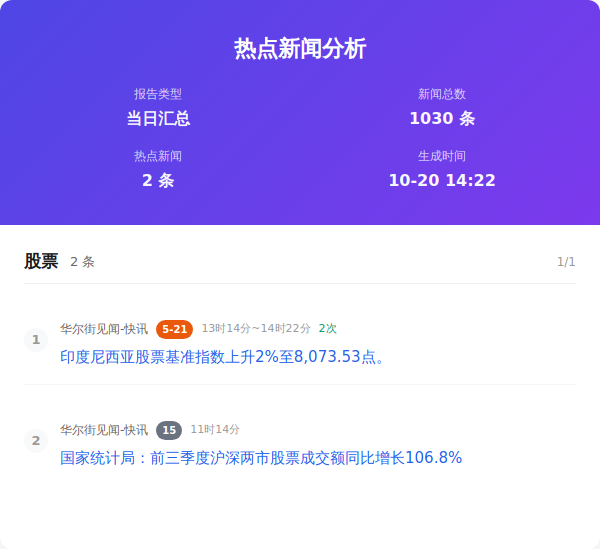 热点新闻分析
报告类型
新闻总数
当日汇总
1030 条
热点新闻
生成时间
2 条
10-20 14:22
股票 2 条 1/1
华尔街见闻-快讯 5-21 13时14分~14时22分 2次
1
印度尼西亚股票基准指数上升2%至8,073.53点。
华尔街见闻-快讯 15 11时14分
2
国家统计局：前三季度沪深两市股票成交额同比增长106.8%